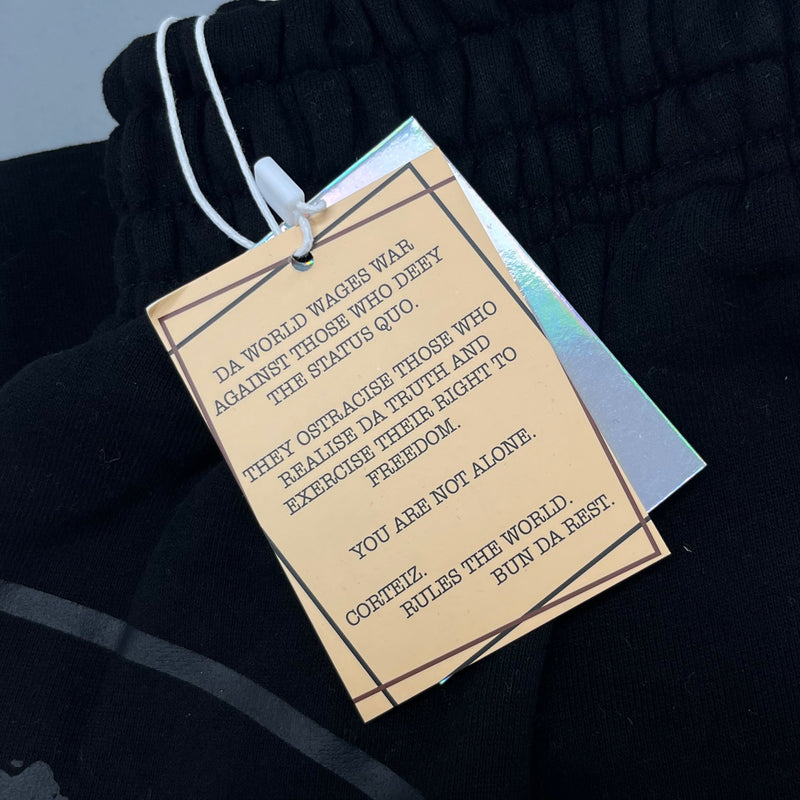 DA WORLD WAGES WAR
AGAINST THOSE WHO DEEY
THE STATUS QUO.
THEY OSTRACISE THOSE WHO
REALISE DA TRUTH AND
EXERCISE THEIR RIGHT TO
FREEDOM.
YOU ARE NOT ALONE.
CORTEIZ.
RULES THE WORLD.
BUN DA REST.